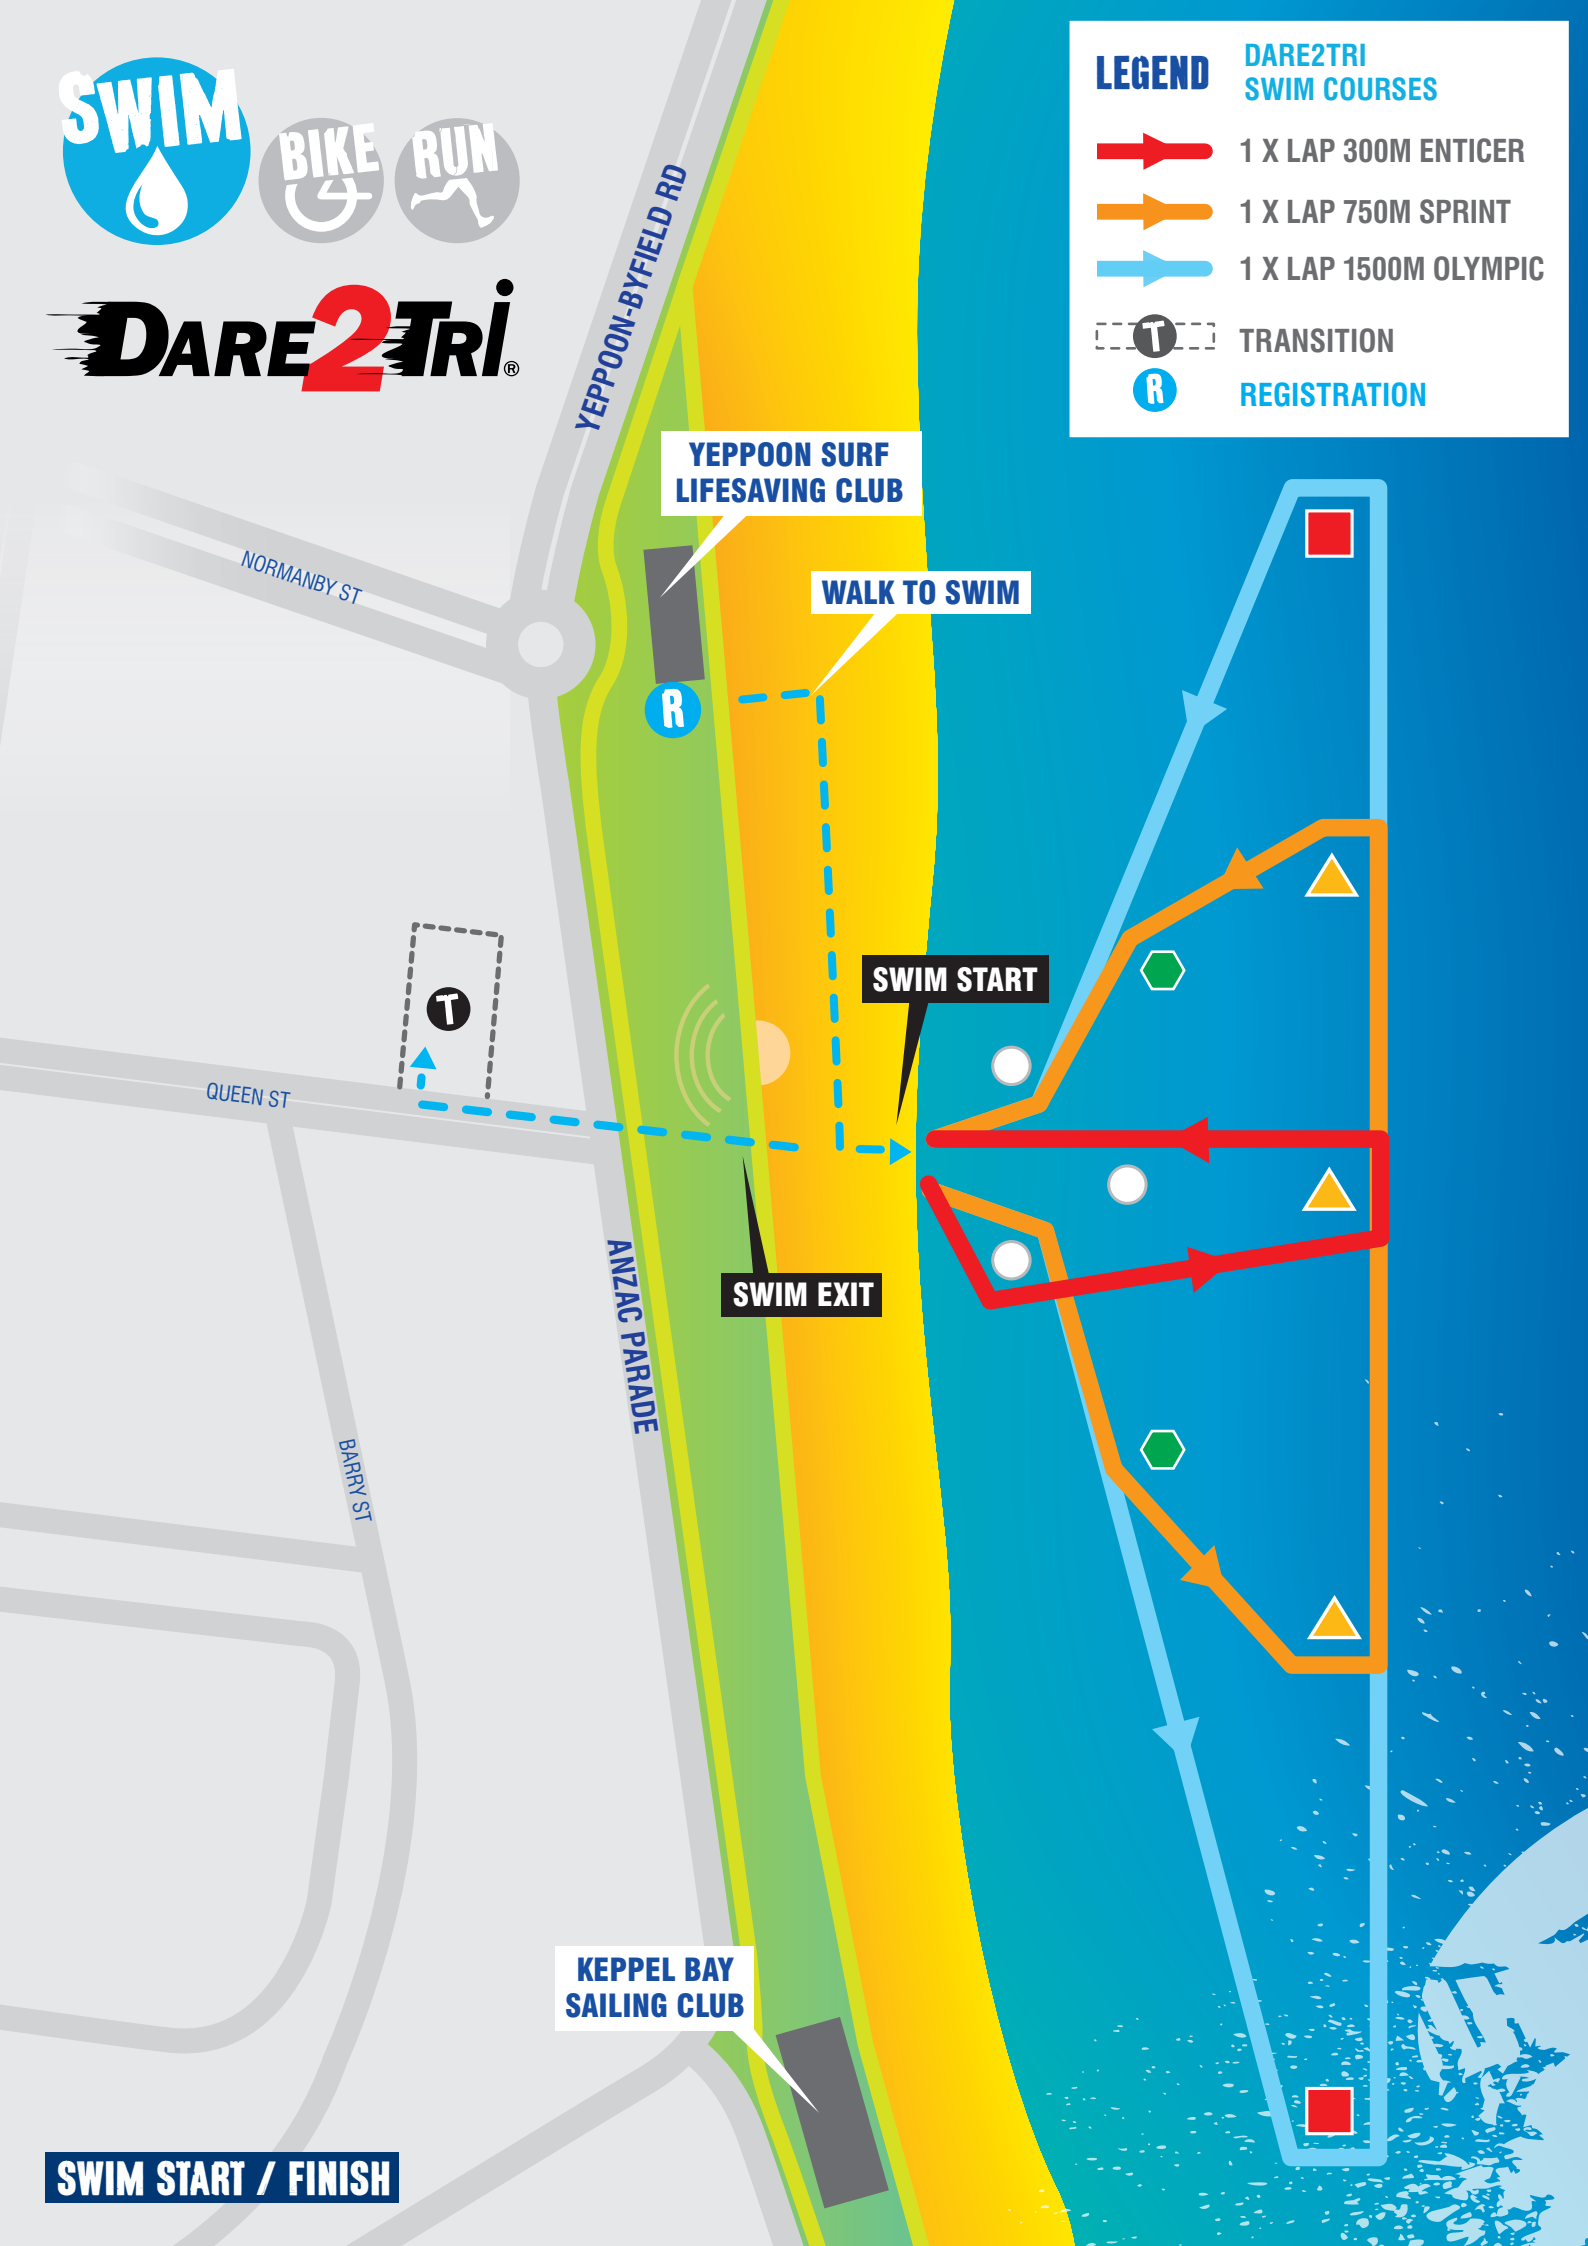 SWIM
BIKE
RUN
DARE2TRI®
LEGEND
DARE2TRI
SWIM COURSES
1 X LAP 300M ENTICER
1 X LAP 750M SPRINT
1 X LAP 1500M OLYMPIC
T
TRANSITION
R
REGISTRATION
YEPPOON-BYFIELD RD
YEPPOON SURF
LIFESAVING CLUB
NORMANBY ST
WALK TO SWIM
R
SWIM START
T
QUEEN ST
SWIM EXIT
ANZAC PARADE
BARRY ST
KEPPEL BAY
SAILING CLUB
SWIM START / FINISH